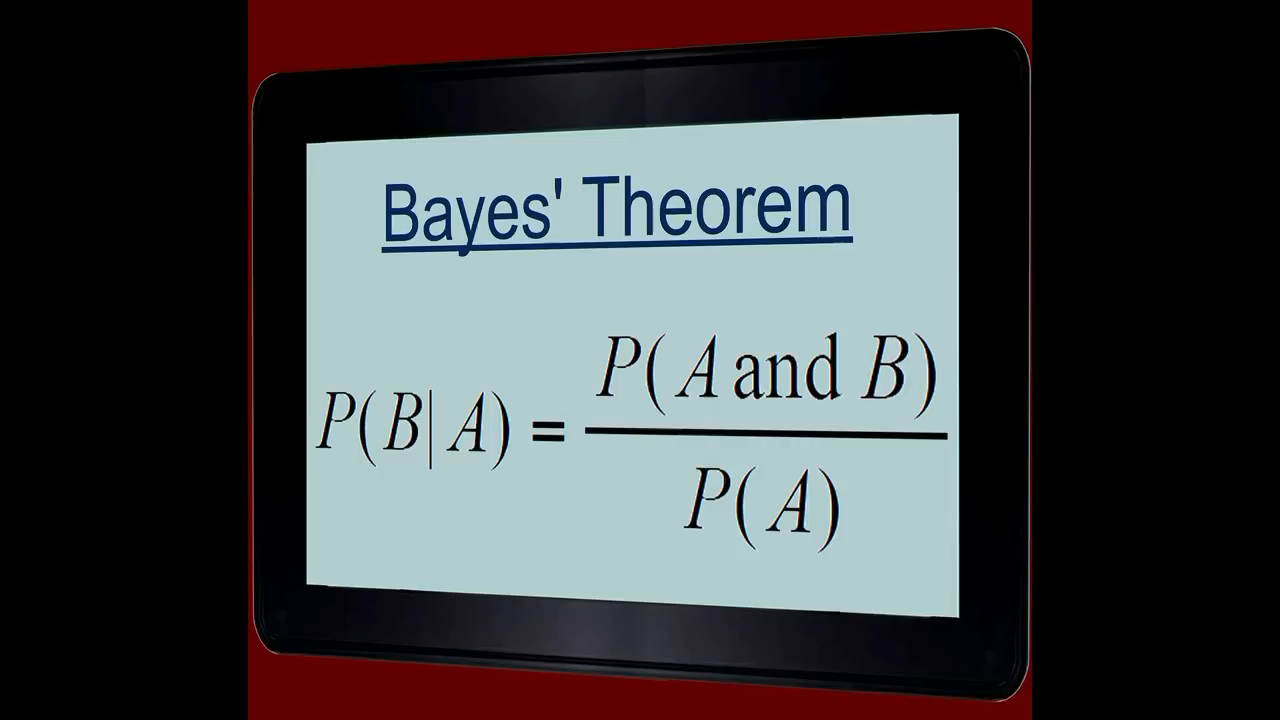 Bayes' Theorem
P(B| A) = P( A and B) / P( A)